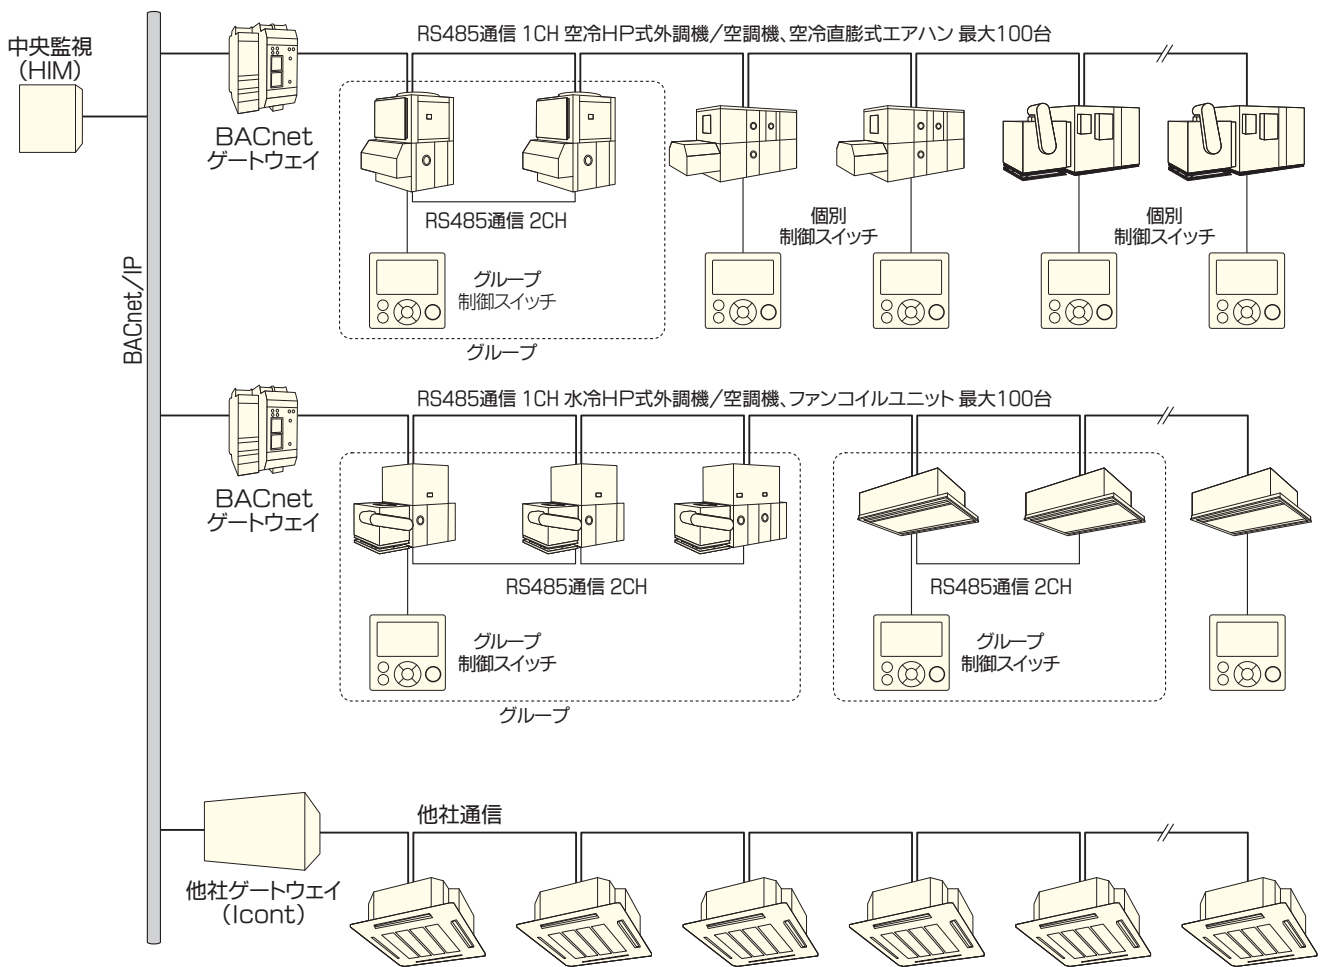 中央監視
（HIM）
BACnet/IP
BACnet
ゲートウェイ
RS485通信 1CH 空冷HP式外調機/空調機、空冷直膨式エアハン 最大100台
RS485通信 2CH
グループ
制御スイッチ
グループ
個別
制御スイッチ
個別
制御スイッチ
BACnet
ゲートウェイ
RS485通信 1CH 水冷HP式外調機/空調機、ファンコイルユニット 最大100台
RS485通信 2CH
グループ
制御スイッチ
グループ
RS485通信 2CH
グループ
制御スイッチ
他社通信
他社ゲートウェイ
（Icont）